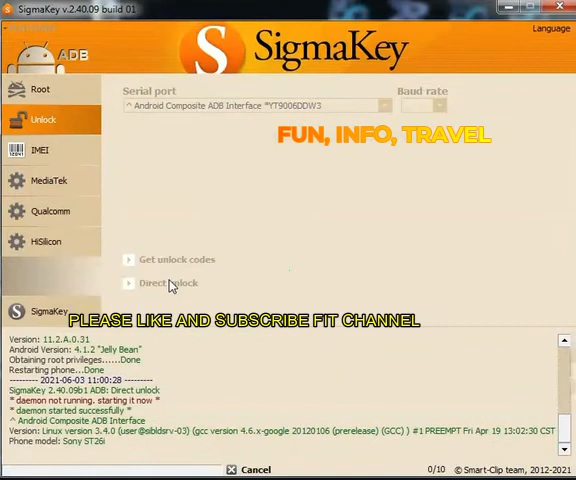 SigmaKey v.2.40.09 build 01
Language
ADB
S
SigmaKey
Root
Unlock
IMEI
MediaTek
Qualcomm
HiSilicon
SigmaKey
Serial port
Baud rate
^ Android Composite ADB Interface *YT9006DDW3
FUN, INFO, TRAVEL
Get unlock codes
Direct unlock
PLEASE LIKE AND SUBSCRIBE FIT CHANNEL
Version: 11.2.A.0.31
Android Version: 4.1.2 "Jelly Bean"
Obtaining root privileges......Done
Restarting phone...Done
--------- 2021-06-03 11:00:28 ---------
SigmaKey 2.40.09b1 ADB: Direct unlock
* daemon not running. starting it now *
* daemon started successfully *
^ Android Composite ADB Interface
Version: Linux version 3.4.0 (user@sibldsrv-03) (gcc version 4.6.x-google 20120106 (prerelease) (GCC) ) #1 PREEMPT Fri Apr 19 13:02:30 CST
Phone model: Sony ST26i
Cancel
0/10
© Smart-Clip team, 2012-2021